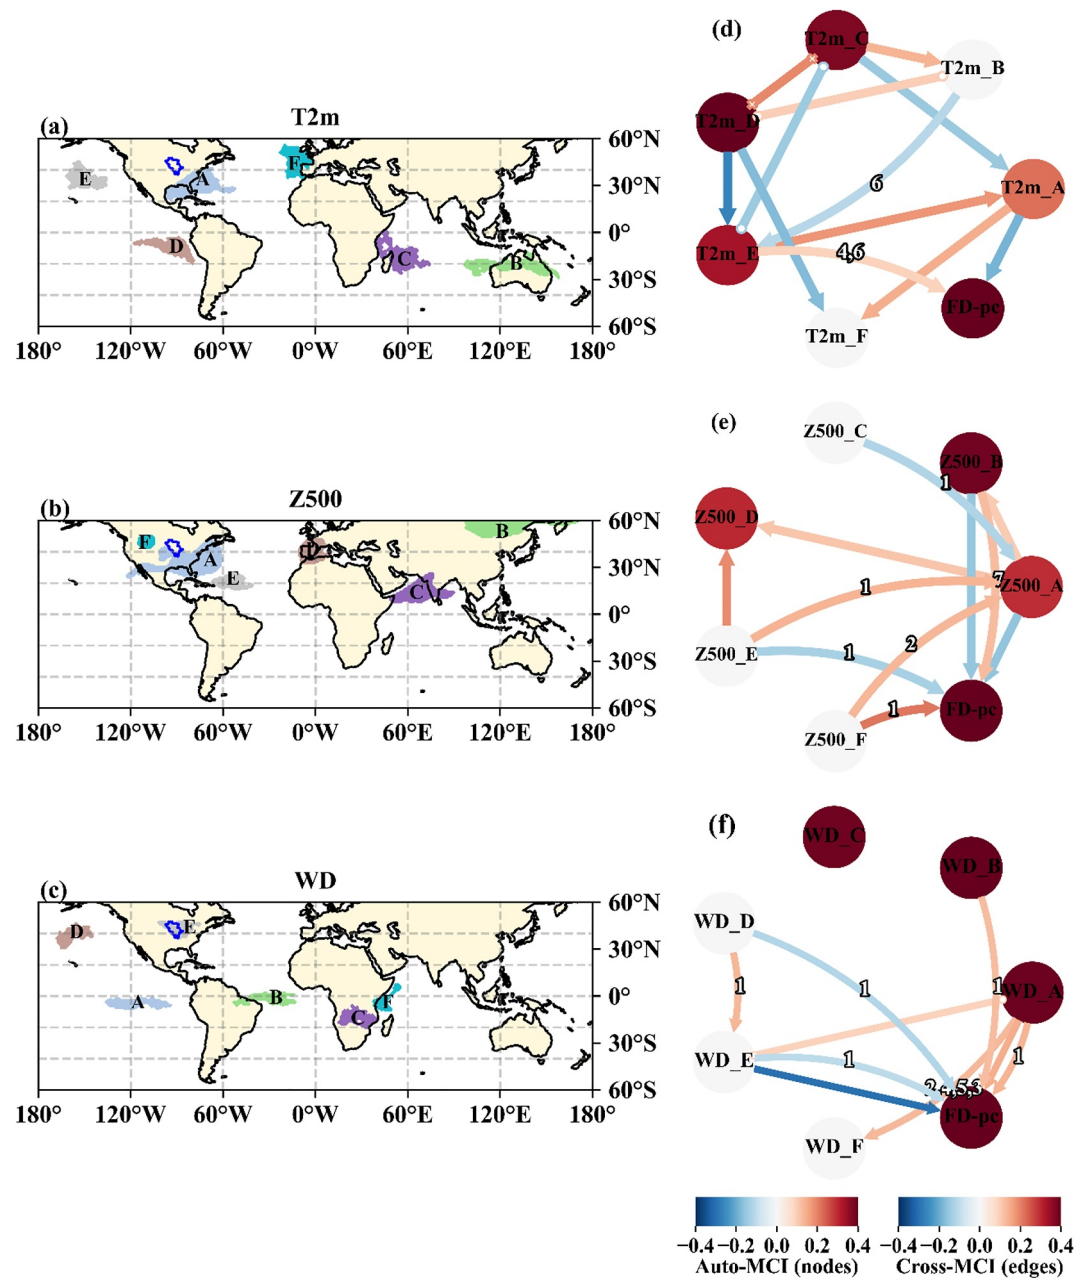 (a)
T2m
60°N
30°N
0°
30°S
60°S
180°
120°W
60°W
0°W
60°E
120°E
180°
E
A
F
D
C
B
(b)
Z500
60°N
30°N
0°
30°S
60°S
180°
120°W
60°W
0°W
60°E
120°E
180°
F
A
E
D
B
C
(c)
WD
60°N
30°N
0°
30°S
60°S
180°
120°W
60°W
0°W
60°E
120°E
180°
D
E
A
B
C
F
(d)
T2m_C
T2m_B
T2m_D
T2m_A
6
T2m_E
4,6
FD-pc
T2m_F
(e)
Z500_C
Z500_B
1
Z500_D
7
Z500_A
1
Z500_E
1
2
FD-pc
1
Z500_F
(f)
WD_C
WD_B
WD_D
1
1
1
WD_A
WD_E
1
1
FD-pc
WD_F
−0.4 −0.2 0.0 0.2 0.4
Auto-MCI (nodes)
−0.4 −0.2 0.0 0.2 0.4
Cross-MCI (edges)